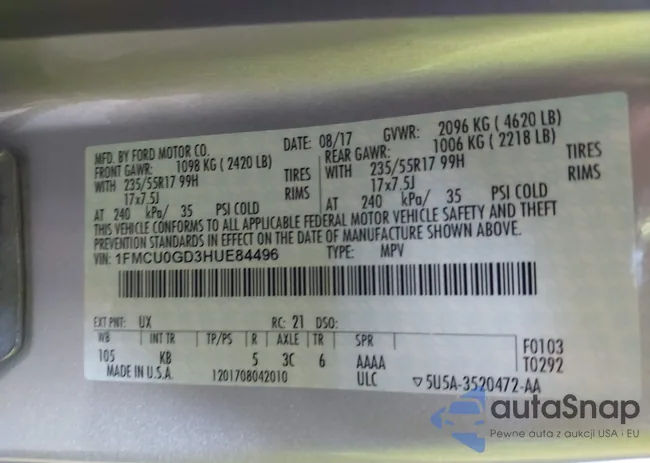 MFD. BY FORD MOTOR CO. DATE: 08/17 GVWR: 2096 KG ( 4620 LB)
FRONT GAWR: 1098 KG ( 2420 LB) REAR GAWR: 1006 KG ( 2218 LB)
WITH 235/55R17 99H TIRES WITH 235/55R17 99H TIRES
17x7.5J RIMS 17x7.5J RIMS
AT 240 kPa/ 35 PSI COLD AT 240 kPa/ 35 PSI COLD
THIS VEHICLE CONFORMS TO ALL APPLICABLE FEDERAL MOTOR VEHICLE SAFETY AND THEFT
PREVENTION STANDARDS IN EFFECT ON THE DATE OF MANUFACTURE SHOWN ABOVE.
VIN: 1FMCU0GD3HUE84496 TYPE: MPV
EXT PNT: UX RC: 21 DSO:
WB INT TR TP/PS R AXLE TR SPR F0103
105 KB 5 3C 6 AAAA T0292
MADE IN U.S.A. 1201708042010 ULC 5U5A-3520472-AA
autaSnap
Pewne auta z aukcji USA i EU